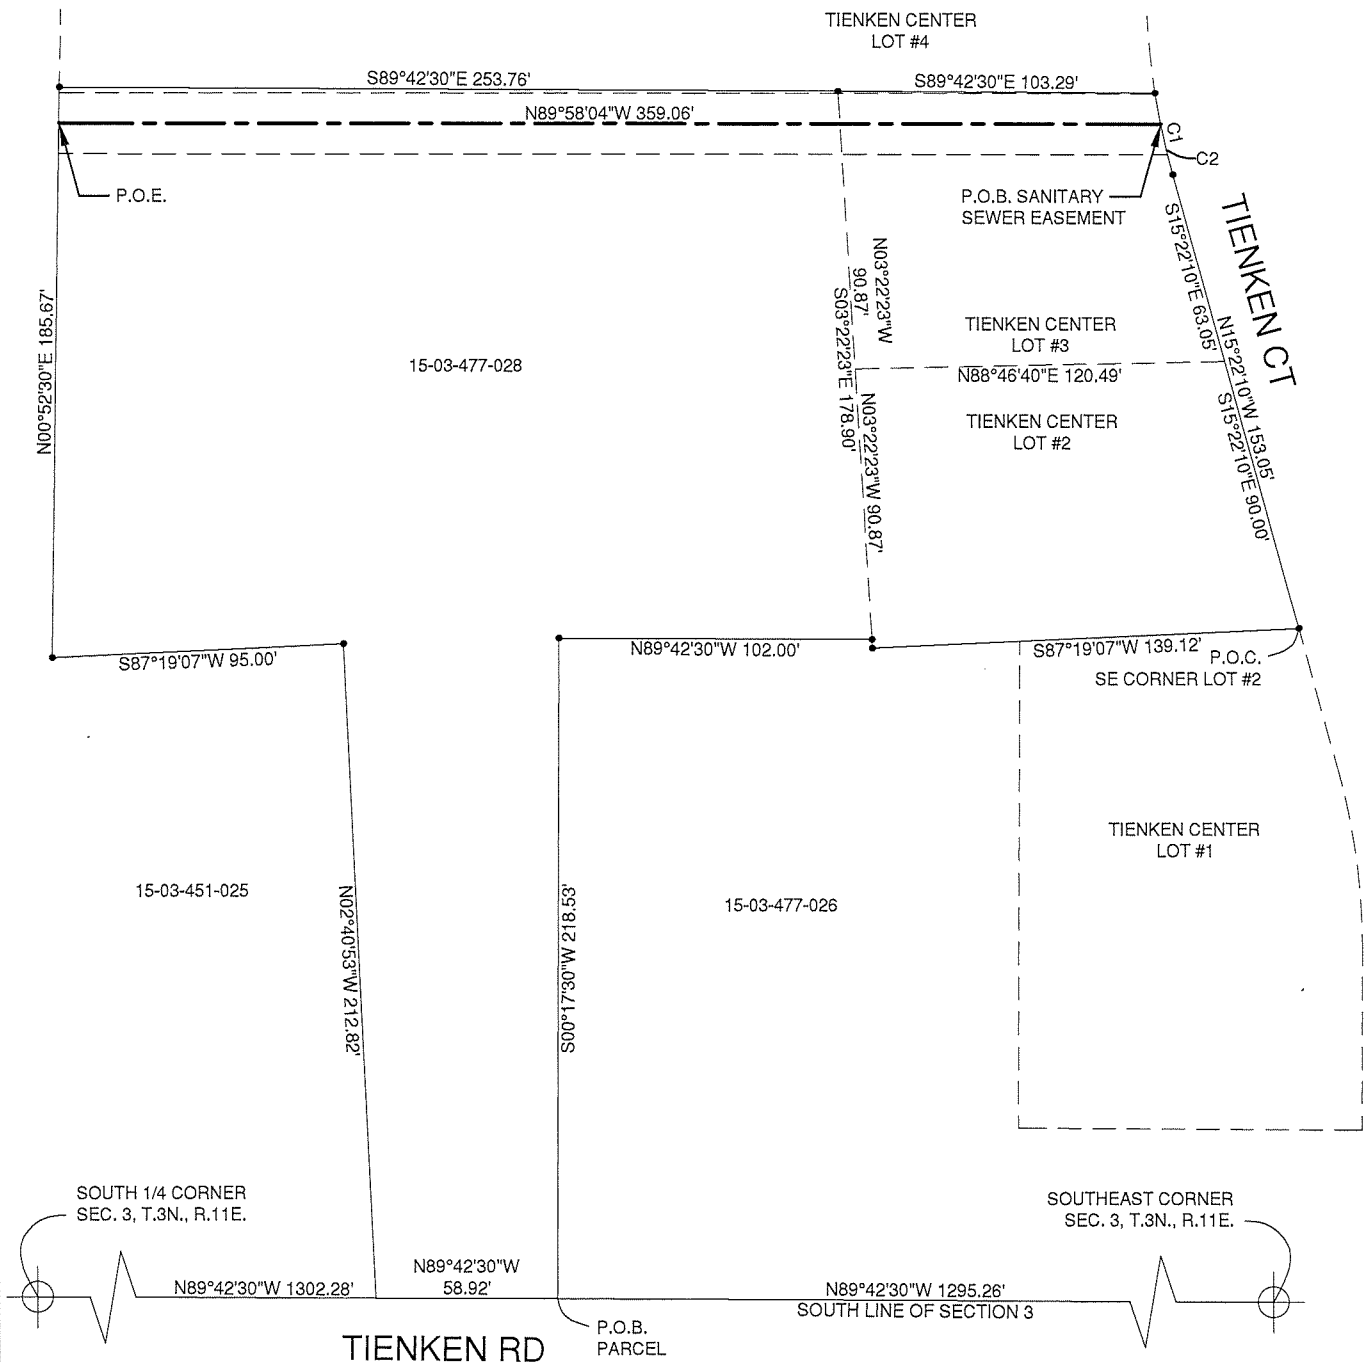 TIENKEN CENTER
LOT #4
S89°42'30"E 253.76'
S89°42'30"E 103.29'
N89°58'04"W 359.06'
C1
C2
P.O.E.
P.O.B. SANITARY
SEWER EASEMENT
TIENKEN CT
S15°22'10"E 63.05'
N03°22'23"W
90.87'
S03°22'23"E 178.90'
N00°52'30"E 185.67'
15-03-477-028
TIENKEN CENTER
LOT #3
N88°46'40"E 120.49'
N15°22'10"W 153.05'
S15°22'10"E 90.00'
TIENKEN CENTER
LOT #2
N03°22'23"W 90.87'
S87°19'07"W 95.00'
N89°42'30"W 102.00'
S87°19'07"W 139.12'
P.O.C.
SE CORNER LOT #2
TIENKEN CENTER
LOT #1
15-03-451-025
N02°40'53"W 212.82'
S00°17'30"W 218.53'
15-03-477-026
SOUTH 1/4 CORNER
SEC. 3, T.3N., R.11E.
SOUTHEAST CORNER
SEC. 3, T.3N., R.11E.
N89°42'30"W 1302.28'
N89°42'30"W
58.92'
N89°42'30"W 1295.26'
SOUTH LINE OF SECTION 3
P.O.B.
PARCEL
TIENKEN RD